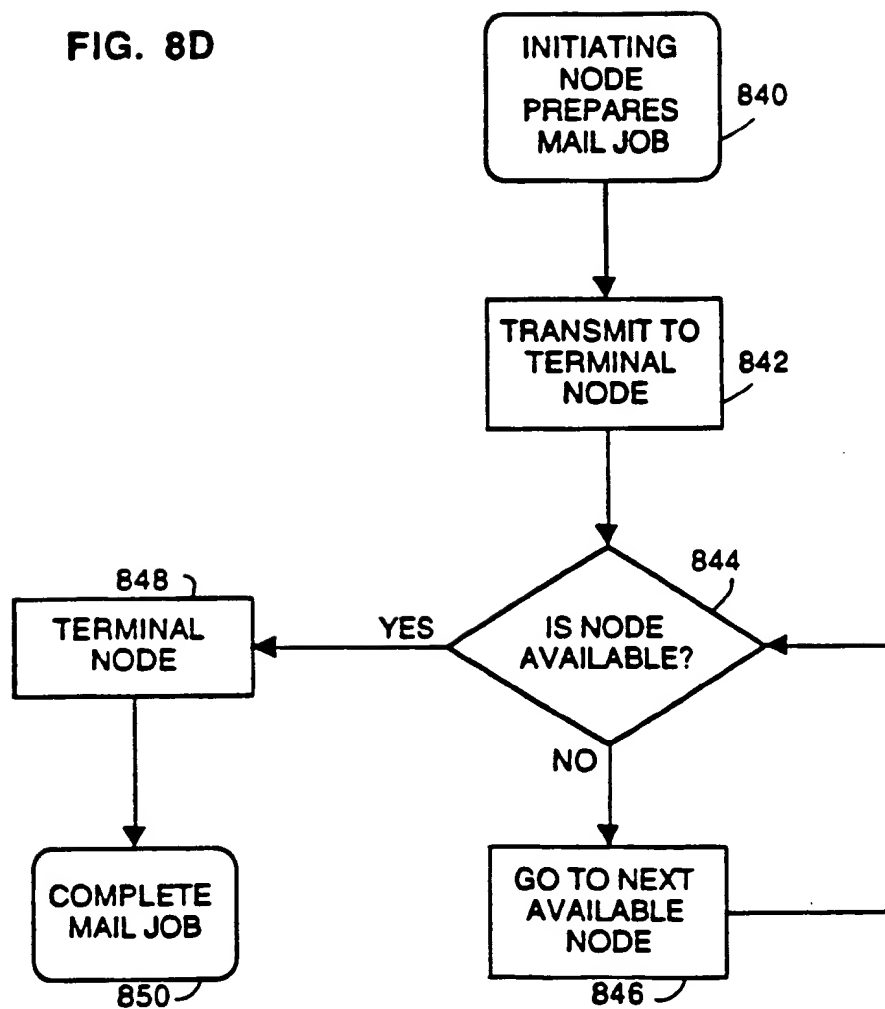 FIG. 8D
INITIATING
NODE
PREPARES
MAIL JOB
840
TRANSMIT TO
TERMINAL
NODE
842
844
IS NODE
AVAILABLE?
YES
848
TERMINAL
NODE
NO
COMPLETE
MAIL JOB
850
GO TO NEXT
AVAILABLE
NODE
846